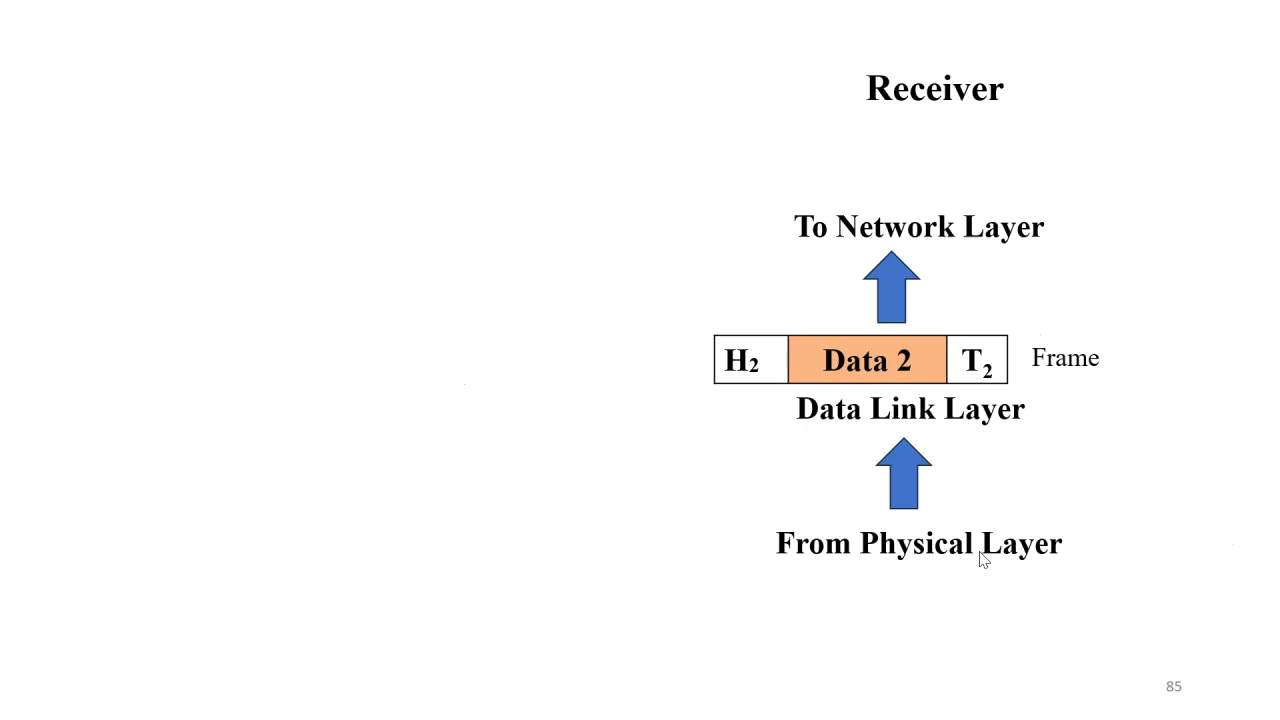 Receiver
To Network Layer
H2 Data 2 T2 Frame
Data Link Layer
From Physical Layer
85